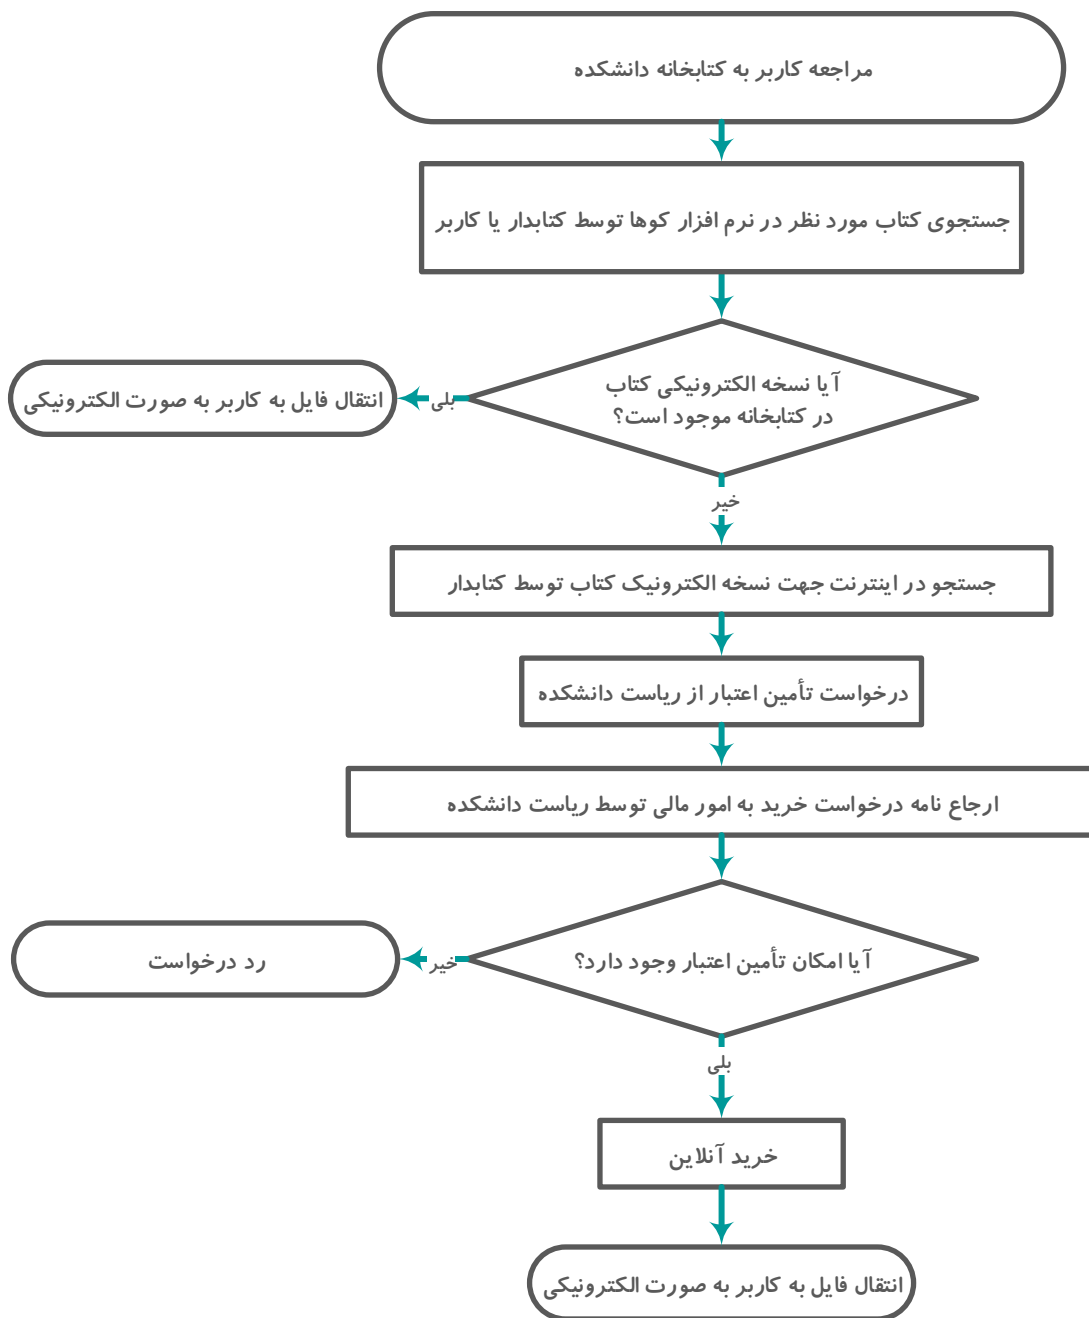 مراجعه کاربر به کتابخانه دانشکده
جستجوی کتاب مورد نظر در نرم افزار کوها توسط کتابدار یا کاربر
آیا نسخه الکترونیکی کتاب
در کتابخانه موجود است؟
بلی
انتقال فایل به کاربر به صورت الکترونیکی
خیر
جستجو در اینترنت جهت نسخه الکترونیک کتاب توسط کتابدار
درخواست تأمین اعتبار از ریاست دانشکده
ارجاع نامه درخواست خرید به امور مالی توسط ریاست دانشکده
آیا امکان تأمین اعتبار وجود دارد؟
خیر
رد درخواست
بلی
خرید آنلاین
انتقال فایل به کاربر به صورت الکترونیکی